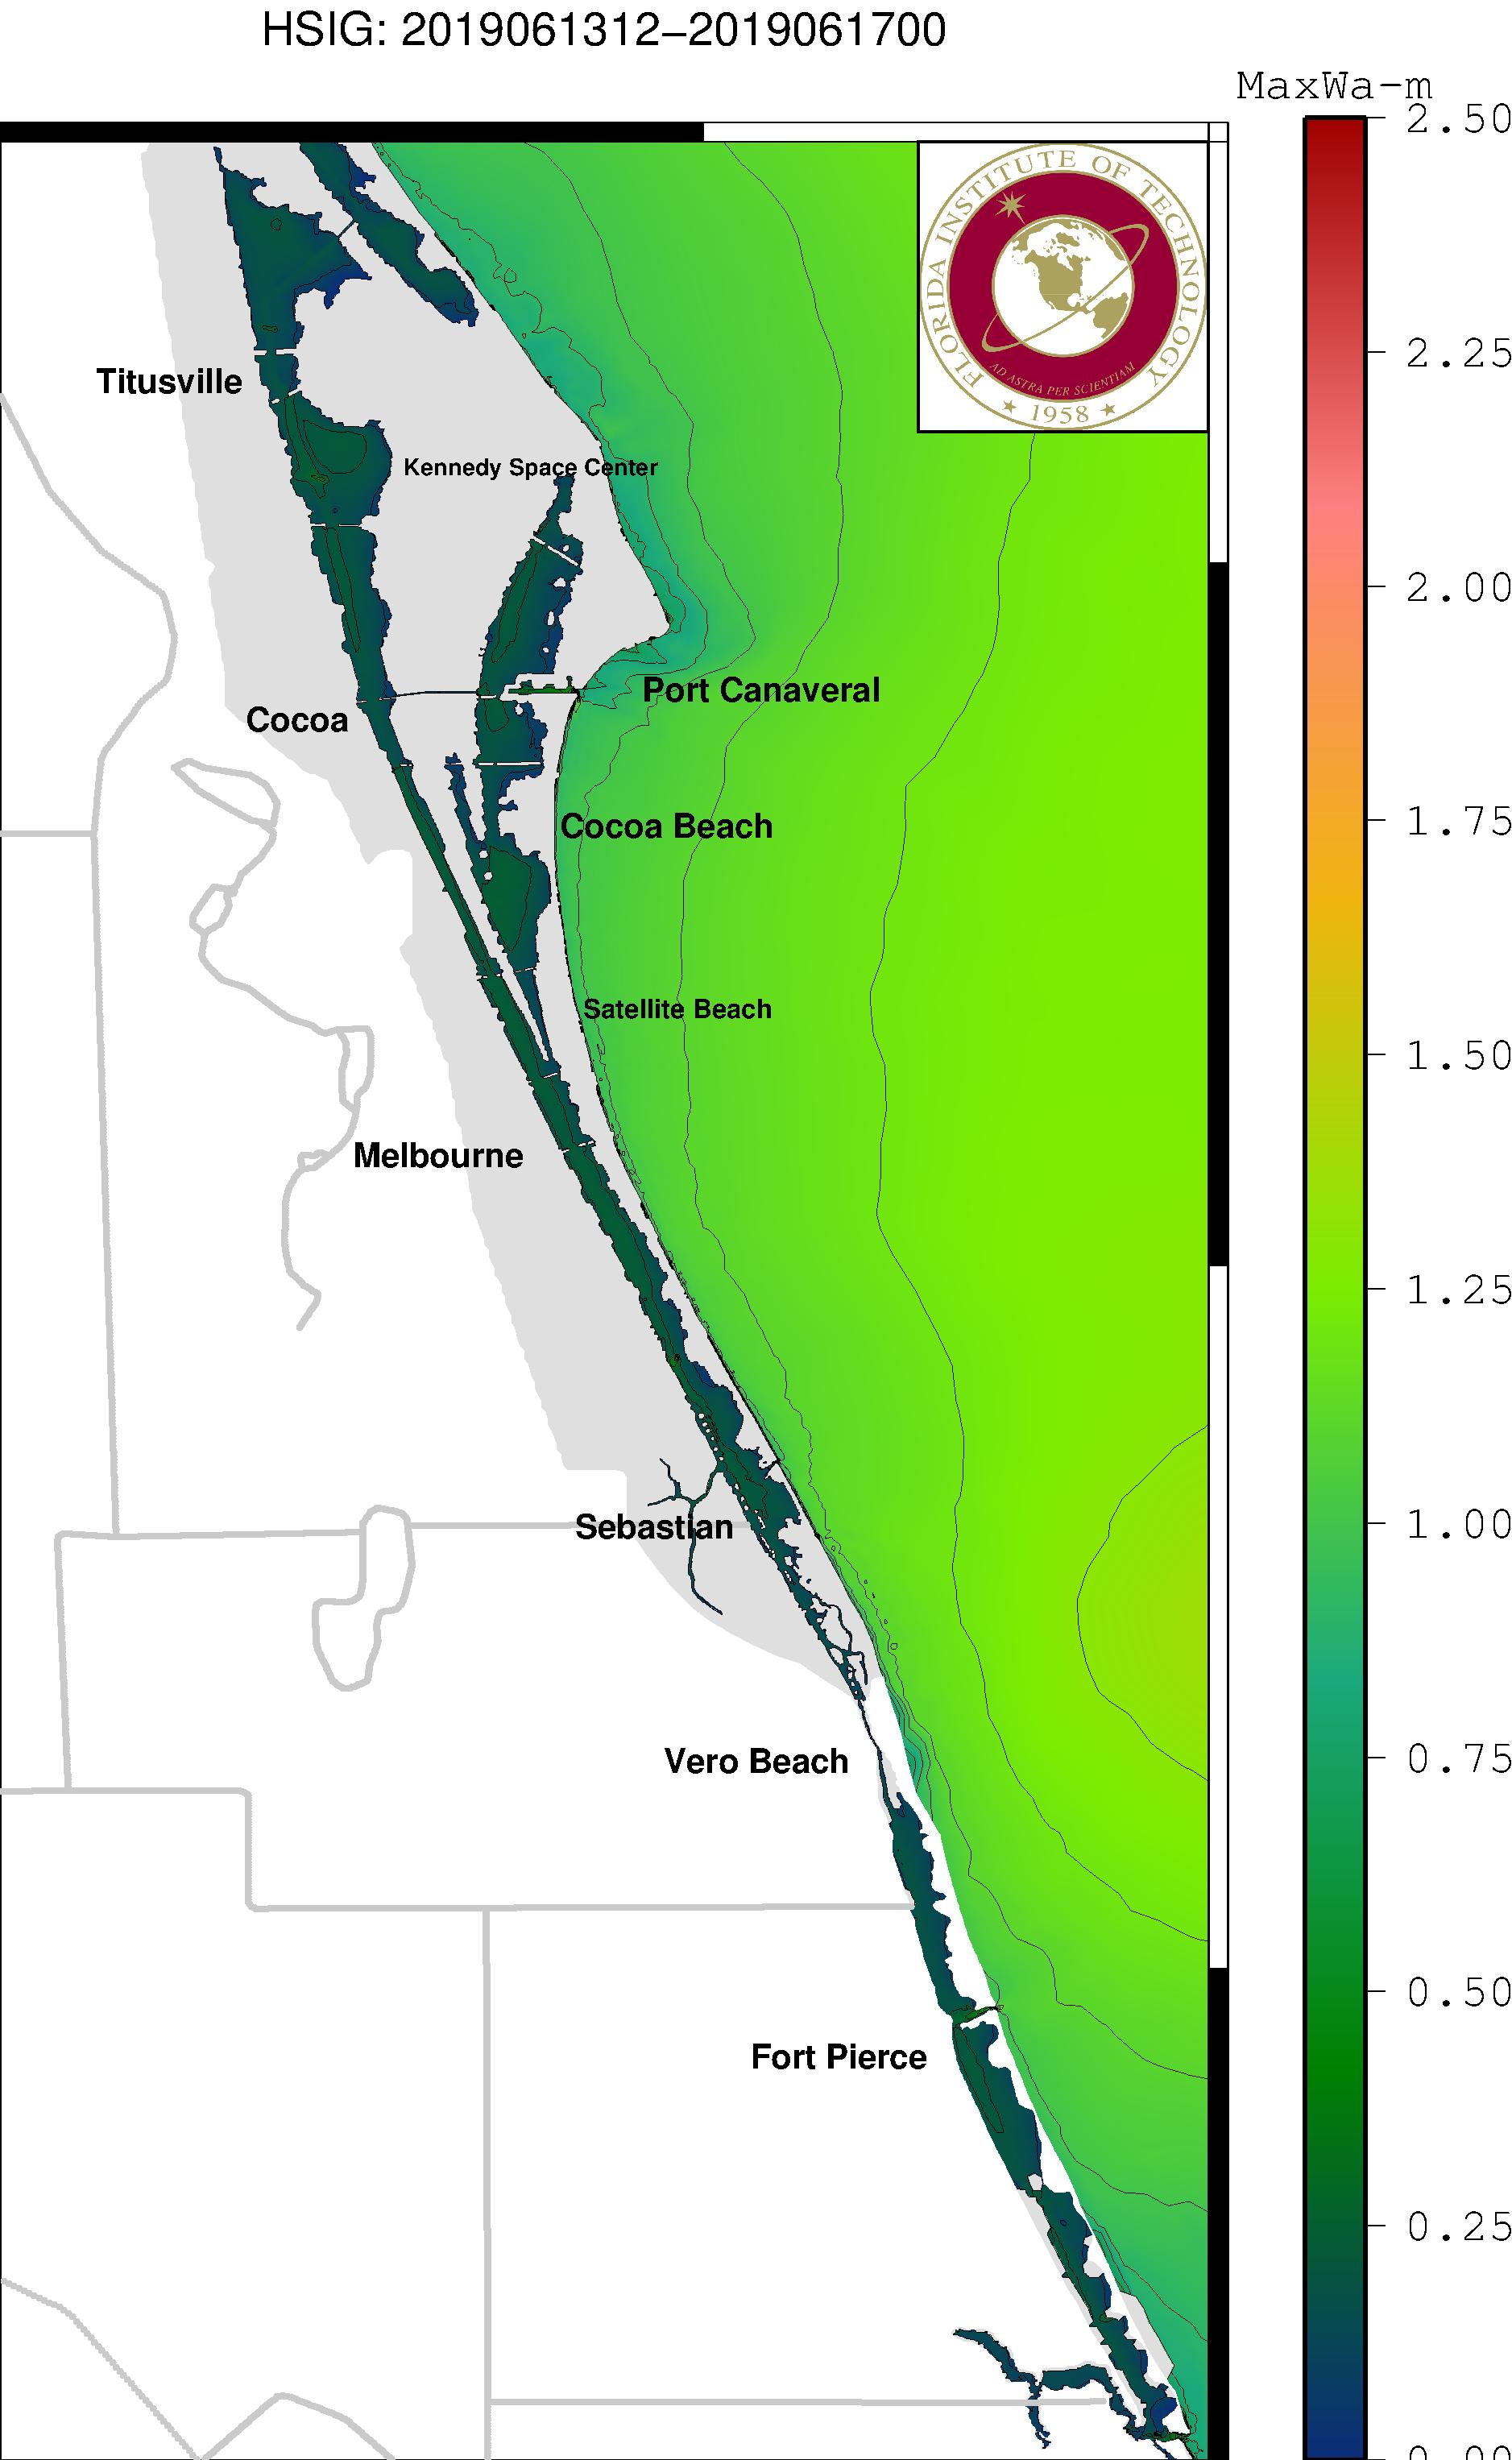 HSIG: 2019061312–2019061700
MaxWa-m
2.50
FLORIDA INSTITUTE OF TECHNOLOGY
AD ASTRA PER SCIENTIAM
★ 1958 ★
2.25
Titusville
Kennedy Space Center
2.00
Port Canaveral
Cocoa
1.75
Cocoa Beach
Satellite Beach
1.50
Melbourne
1.25
Sebastian
1.00
Vero Beach
0.75
0.50
Fort Pierce
0.25
0.00